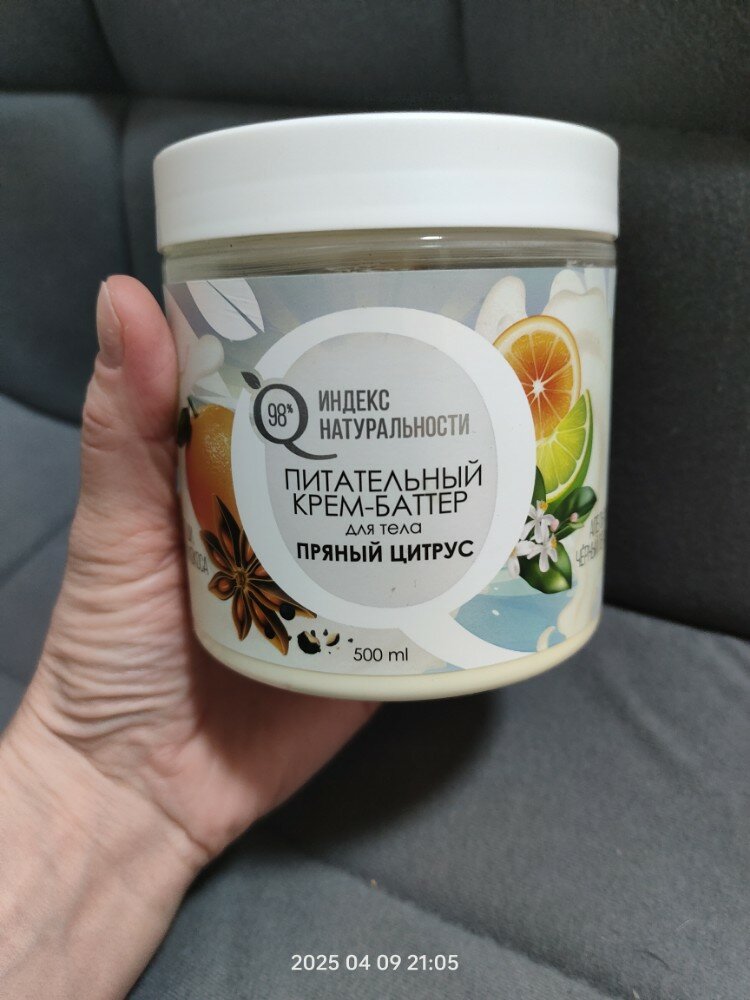 98%
ИНДЕКС
НАТУРАЛЬНОСТИ
ПИТАТЕЛЬНЫЙ
КРЕМ-БАТТЕР
для тела
ПРЯНЫЙ ЦИТРУС
500 ml
2025 04 09 21:05